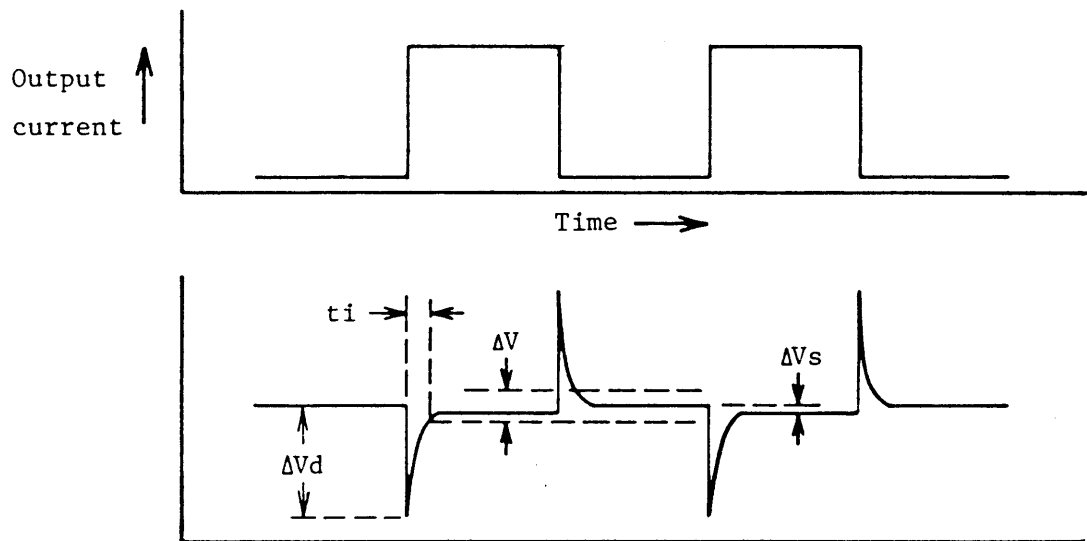 Output
current
Time
ti
ΔV
ΔVs
ΔVd